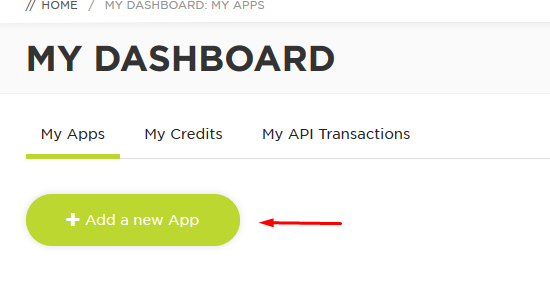 // HOME / MY DASHBOARD: MY APPS
MY DASHBOARD
My Apps My Credits My API Transactions
+ Add a new App